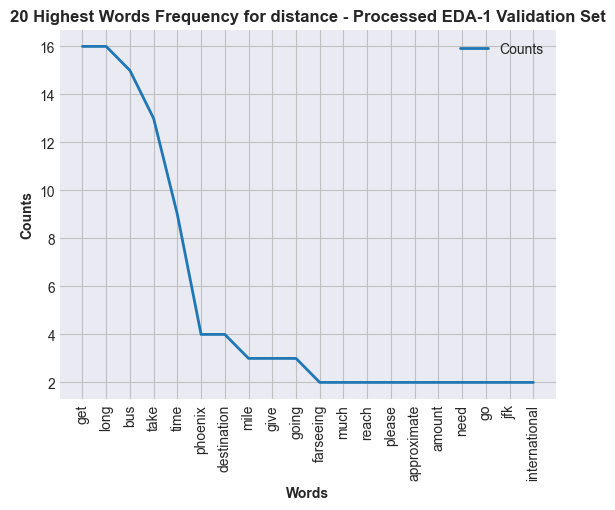 20 Highest Words Frequency for distance - Processed EDA-1 Validation Set
Counts
16
14
12
10
8
6
4
2
Counts
get
long
bus
take
time
phoenix
destination
mile
give
going
farseeing
much
reach
please
approximate
amount
need
go
jfk
international
Words